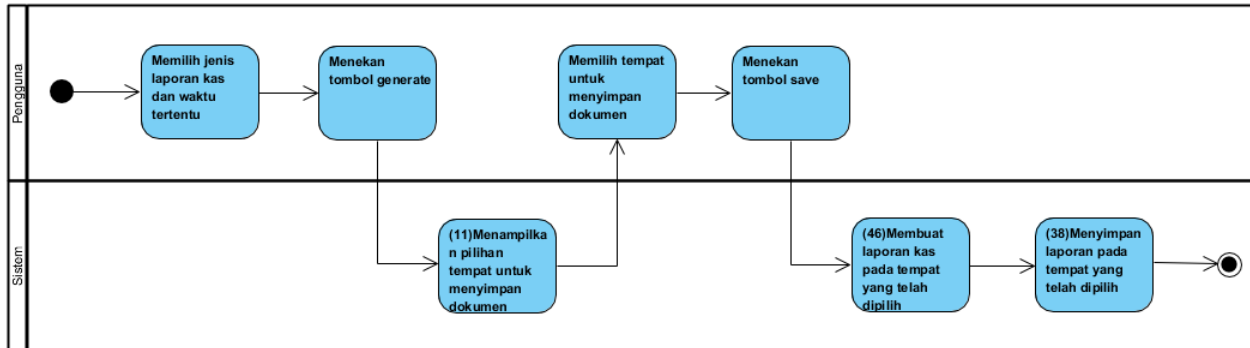 Pengguna
Memilih jenis
laporan kas
dan waktu
tertentu
Menekan
tombol generate
Memilih tempat
untuk
menyimpan
dokumen
Menekan
tombol save
Sistem
(11)Menampilka
n pilihan
tempat untuk
menyimpan
dokumen
(46)Membuat
laporan kas
pada tempat
yang telah
dipilih
(38)Menyimpan
laporan pada
tempat yang
telah dipilih